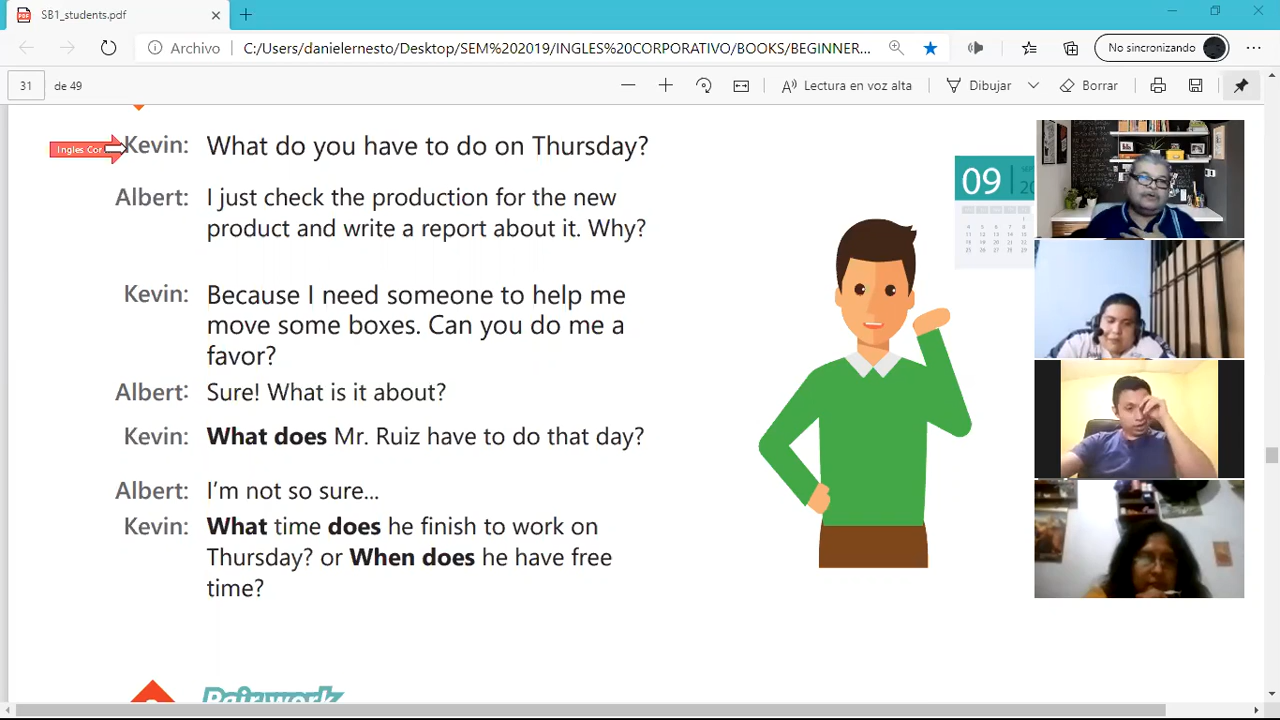 SB1_students.pdf
Archivo
C:/Users/danielernesto/Desktop/SEM%202019/INGLES%20CORPORATIVO/BOOKS/BEGINNER...
No sincronizando
31 de 49
Lectura en voz alta
Dibujar
Borrar
Ingles Cor
Kevin: What do you have to do on Thursday?
Albert: I just check the production for the new
product and write a report about it. Why?
Kevin: Because I need someone to help me
move some boxes. Can you do me a
favor?
Albert: Sure! What is it about?
Kevin: What does Mr. Ruiz have to do that day?
Albert: I'm not so sure...
Kevin: What time does he finish to work on
Thursday? or When does he have free
time?
Pair work
09